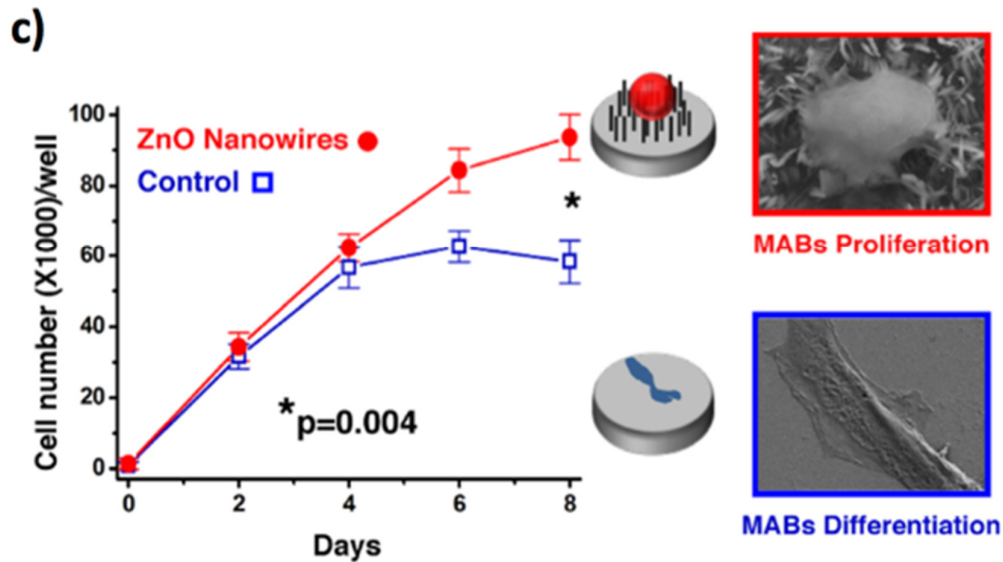 c)
Cell number (X1000)/well
100
80
60
40
20
0
ZnO Nanowires
Control
*
*p=0.004
0 2 4 6 8
Days
MABs Proliferation
MABs Differentiation